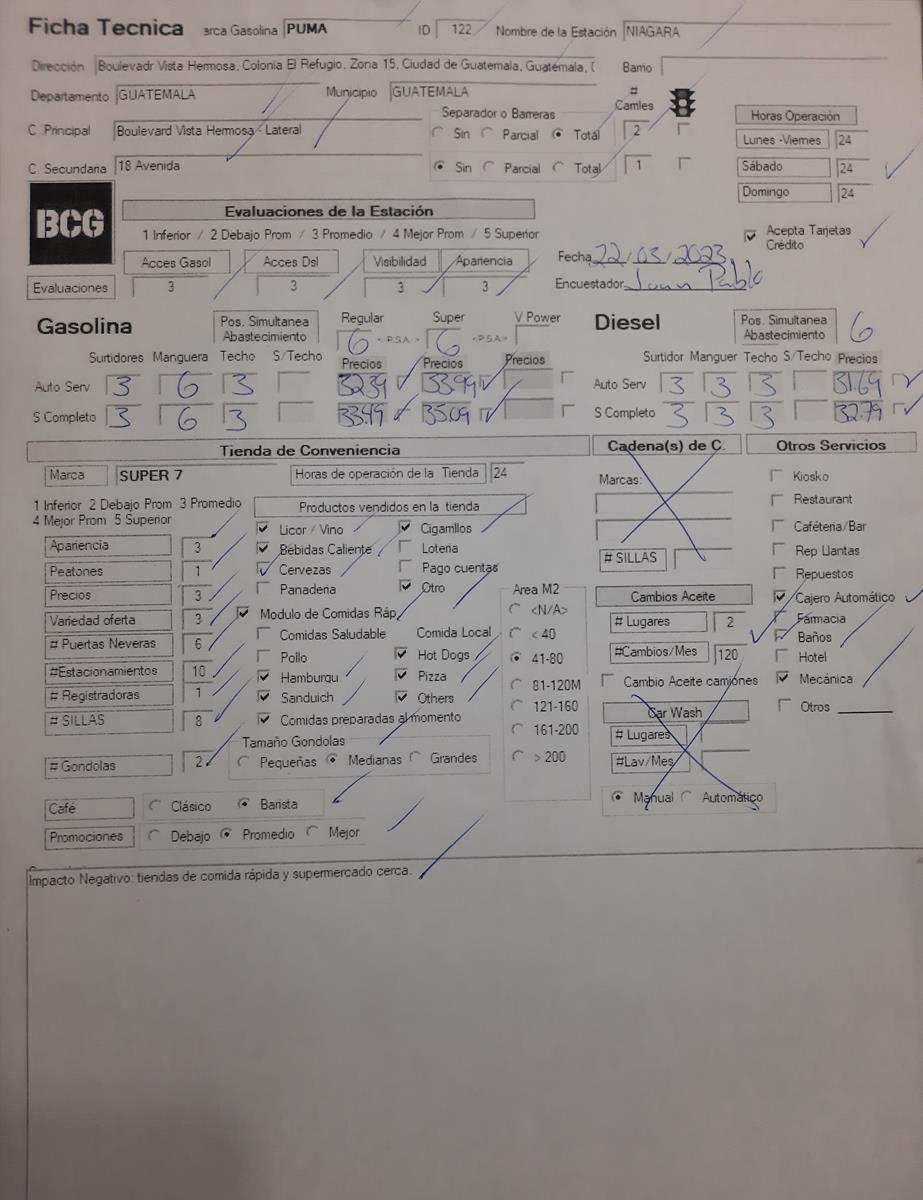 Ficha Tecnica arca Gasolina PUMA ID 122 Nombre de la Estación NIAGARA
Dirección Boulevadr Vista Hermosa, Colonia El Refugio, Zona 15, Ciudad de Guatemala, Guatemala, ( Barrio
Departamento GUATEMALA Municipio GUATEMALA
Separador o Barreras # Carriles
Horas Operación
C. Principal Boulevard Vista Hermosa - Lateral Sin Parcial Total 2
Lunes -Viernes 24
C. Secundaria 18 Avenida Sin Parcial Total 1
Sábado 24
Domingo 24
BCG
Evaluaciones de la Estación
1 Inferior / 2 Debajo Prom / 3 Promedio / 4 Mejor Prom / 5 Superior
Acepta Tarjetas Crédito
Acces Gasol Acces Dsl Visibilidad Apariencia
Fecha 22/03/2023
Evaluaciones 3 3 3 3
Encuestador Juan Pablo
Gasolina Pos. Simultanea Abastecimiento Regular 6 <PSA> Super 6 <PSA> V Power
Diesel Pos. Simultanea Abastecimiento 6
Surtidores Manguera Techo S/Techo Precios Precios Precios
Surtidor Manguer Techo S/Techo Precios
Auto Serv 3 6 3 32.39 33.99
Auto Serv 3 3 3 31.69
S Completo 3 6 3 33.49 35.09
S Completo 3 3 3 32.79
Tienda de Conveniencia
Cadena(s) de C.
Otros Servicios
Marca SUPER 7 Horas de operación de la Tienda 24
Marcas:
# SILLAS
Kiosko
Restaurant
Caféteria/Bar
Rep Llantas
Repuestos
Cajero Automático
Fármacia
Baños
Hotel
Mecánica
Otros
1 Inferior 2 Debajo Prom 3 Promedio
4 Mejor Prom 5 Superior
Apariencia 3
Peatones 1
Precios 3
Variedad oferta 3
# Puertas Neveras 6
#Estacionamientos 10
# Registradoras 1
# SILLAS 8
# Gondolas 2
Productos vendidos en la tienda
Licor / Vino Cigarrillos
Bebidas Caliente Loteria
Cervezas Pago cuentas
Panaderia Otro
Modulo de Comidas Ráp
Comidas Saludable Comida Local
Pollo Hot Dogs
Hamburgu Pizza
Sanduich Others
Comidas preparadas al momento
Tamaño Gondolas
Pequeñas Medianas Grandes
Area M2
<N/A>
< 40
41-80
81-120M
121-160
161-200
> 200
Cambios Aceite
# Lugares 2
#Cambios/Mes 120
Cambio Aceite camiones
Car Wash
# Lugares
#Lav/Mes
Manual Automático
Café Clásico Barista
Promociones Debajo Promedio Mejor
Impacto Negativo: tiendas de comida rápida y supermercado cerca.